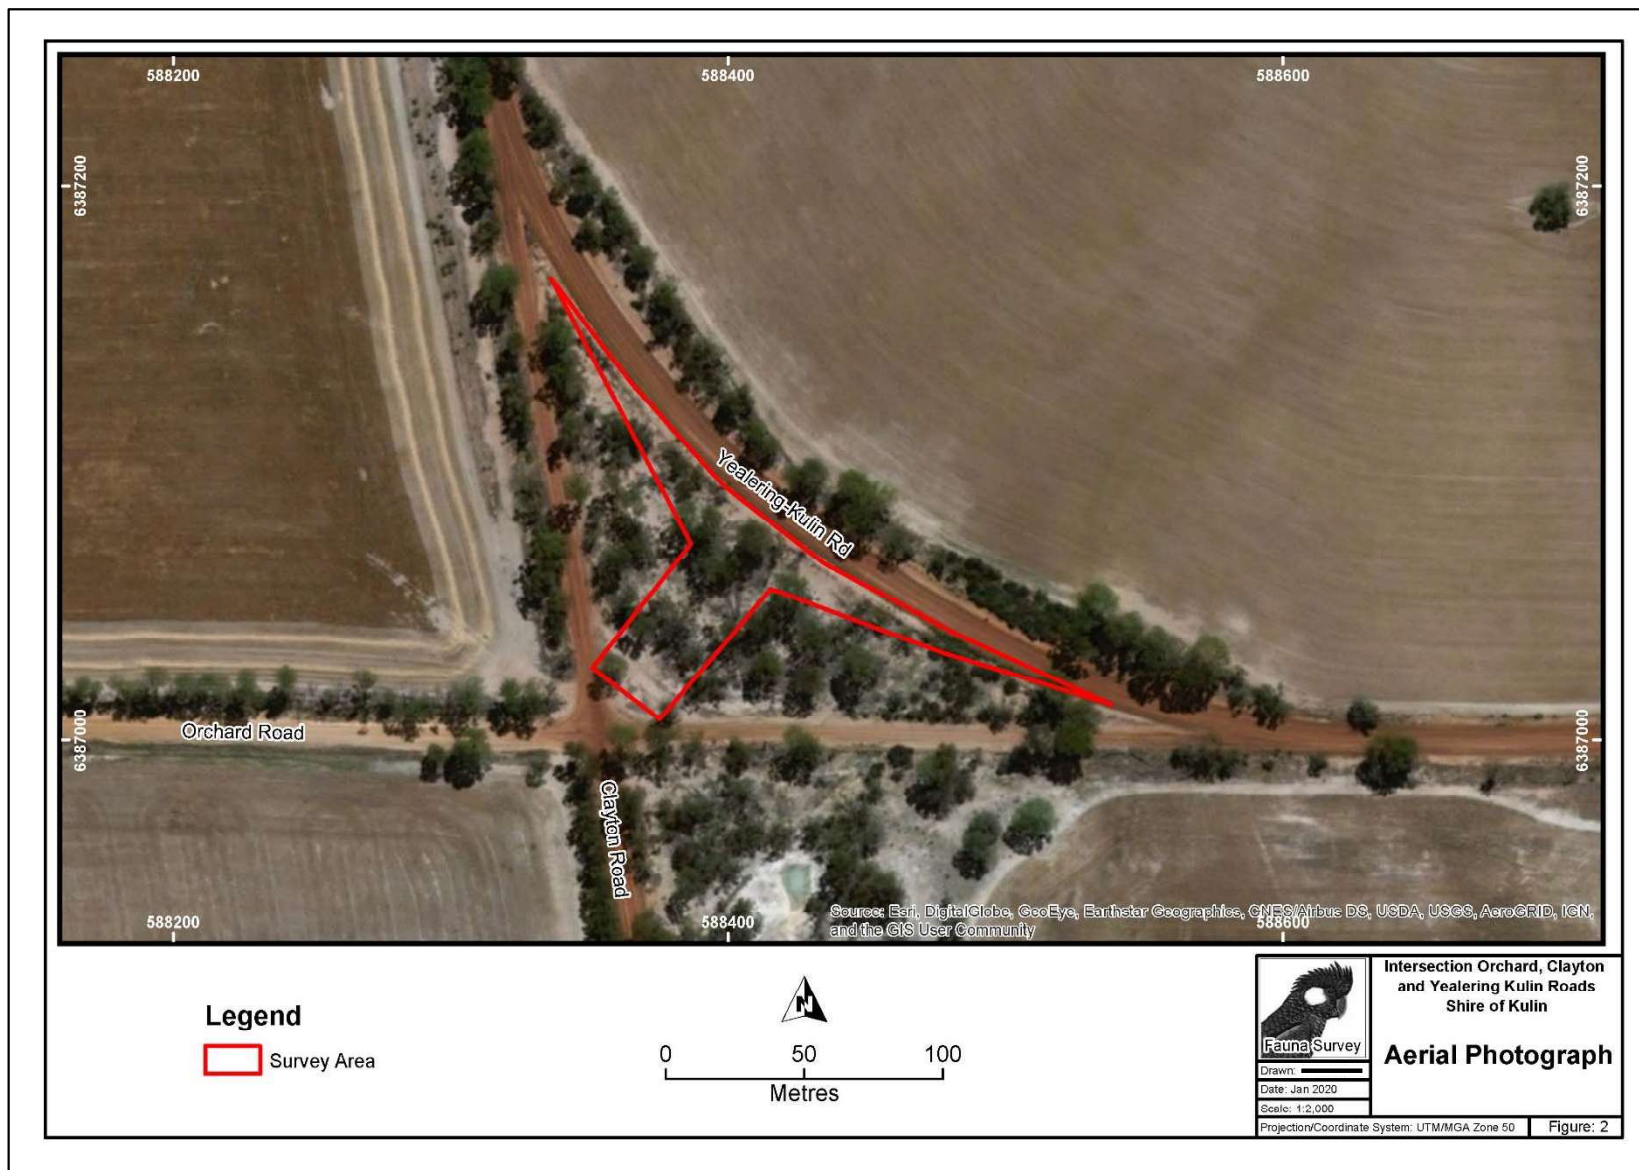 588200
588400
588600
6387200
6387200
Yealering-Kulin Rd
Orchard Road
6387000
6387000
Clayton Road
588200
588400
588600
Source: Esri, DigitalGlobe, GeoEye, Earthstar Geographics, CNES/Airbus DS, USDA, USGS, AeroGRID, IGN,
and the GIS User Community
Legend
Survey Area
N
0 50 100
Metres
Fauna Survey
Drawn:
Date: Jan 2020
Scale: 1:2,000
Projection/Coordinate System: UTM/MGA Zone 50
Intersection Orchard, Clayton
and Yealering Kulin Roads
Shire of Kulin
Aerial Photograph
Figure: 2